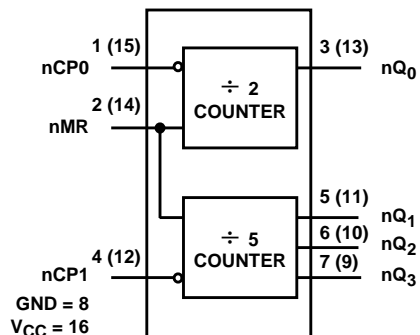 1 (15)
nCP0
÷ 2
COUNTER
3 (13)
nQ0
2 (14)
nMR
÷ 5
COUNTER
5 (11)
nQ1
6 (10)
nQ2
7 (9)
nQ3
4 (12)
nCP1
GND = 8
VCC = 16